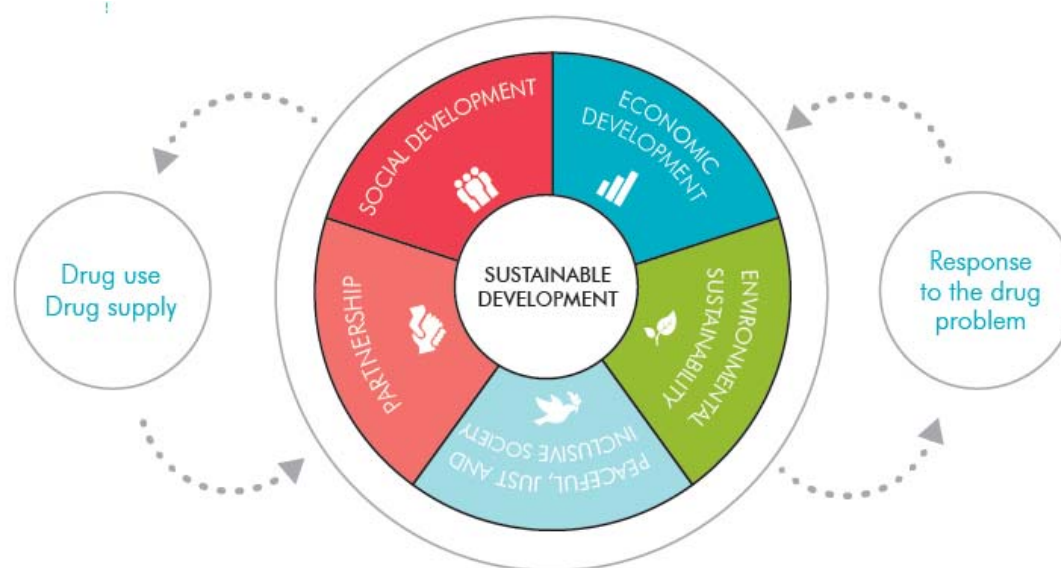 !
SOCIAL DEVELOPMENT
ECONOMIC
DEVELOPMENT
Drug use
Drug supply
SUSTAINABLE
DEVELOPMENT
ENVIRONMENTAL
SUSTAINABILITY
Response
to the drug
problem
PARTNERSHIP
PEACEFUL, JUST AND
INCLUSIVE SOCIETY